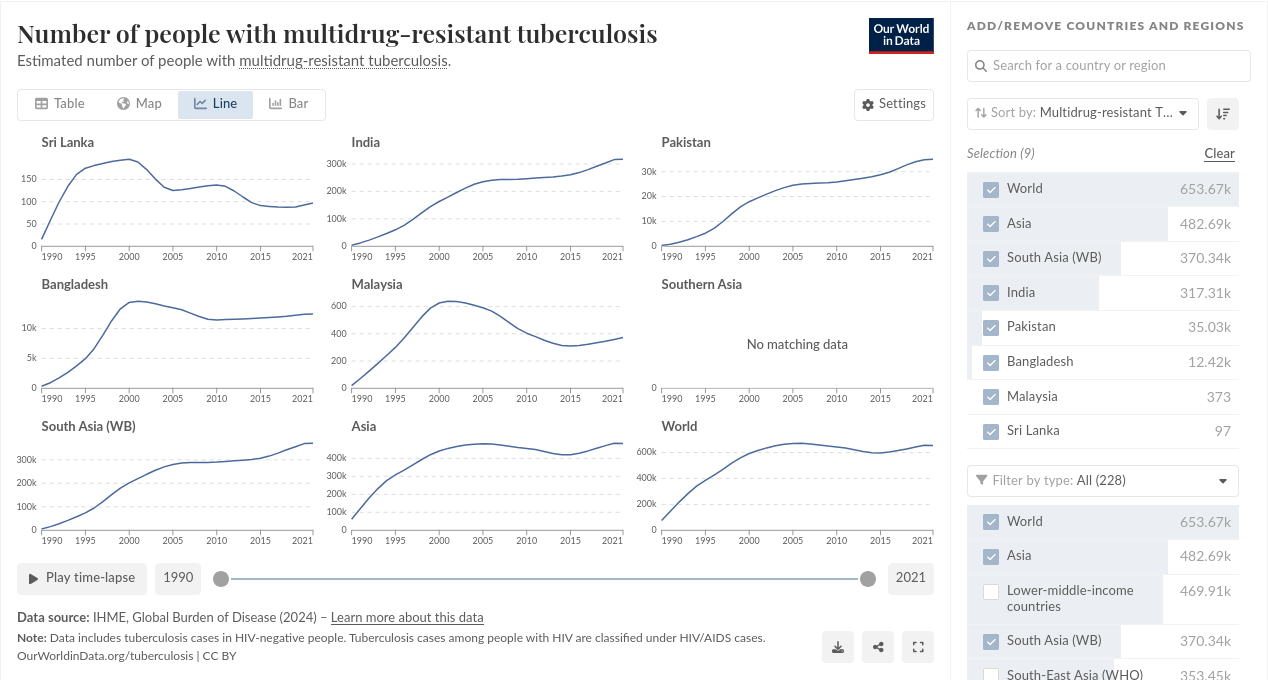 Number of people with multidrug-resistant tuberculosis
Estimated number of people with multidrug-resistant tuberculosis.
Our World
in Data
Table
Map
Line
Bar
Settings
Sri Lanka
150
100
50
0
1990 1995 2000 2005 2010 2015 2021
India
300k
200k
100k
0
1990 1995 2000 2005 2010 2015 2021
Pakistan
30k
20k
10k
0
1990 1995 2000 2005 2010 2015 2021
Bangladesh
10k
5k
0
1990 1995 2000 2005 2010 2015 2021
Malaysia
600
400
200
0
1990 1995 2000 2005 2010 2015 2021
Southern Asia
No matching data
0
1990 1995 2000 2005 2010 2015 2021
South Asia (WB)
300k
200k
100k
0
1990 1995 2000 2005 2010 2015 2021
Asia
400k
300k
200k
100k
0
1990 1995 2000 2005 2010 2015 2021
World
600k
400k
200k
0
1990 1995 2000 2005 2010 2015 2021
Play time-lapse
1990
2021
Data source: IHME, Global Burden of Disease (2024) – Learn more about this data
Note: Data includes tuberculosis cases in HIV-negative people. Tuberculosis cases among people with HIV are classified under HIV/AIDS cases.
OurWorldinData.org/tuberculosis | CC BY
ADD/REMOVE COUNTRIES AND REGIONS
Search for a country or region
Sort by: Multidrug-resistant T...
Selection (9)
Clear
World 653.67k
Asia 482.69k
South Asia (WB) 370.34k
India 317.31k
Pakistan 35.03k
Bangladesh 12.42k
Malaysia 373
Sri Lanka 97
Filter by type: All (228)
World 653.67k
Asia 482.69k
Lower-middle-income
countries 469.91k
South Asia (WB) 370.34k
South-East Asia (WHO) 353.45k